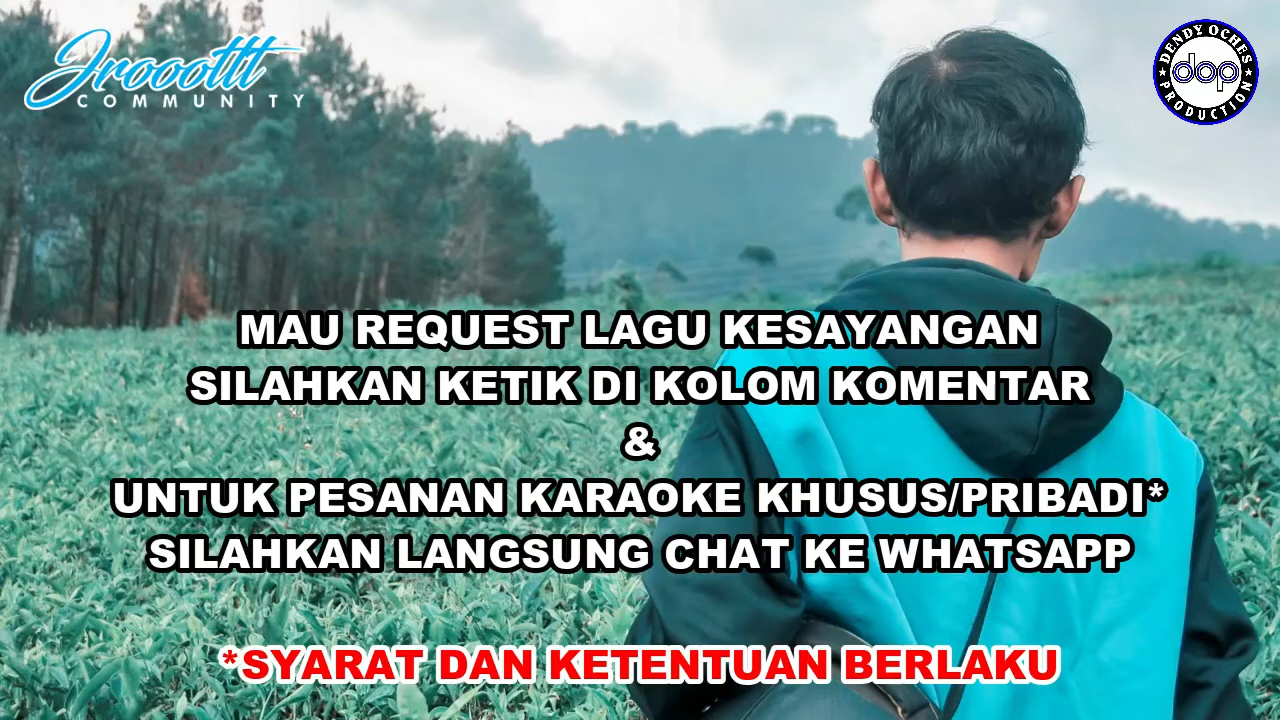 Jrooottt
COMMUNITY
DENDY OCHES
dop
PRODUCTION
MAU REQUEST LAGU KESAYANGAN
SILAHKAN KETIK DI KOLOM KOMENTAR
&
UNTUK PESANAN KARAOKE KHUSUS/PRIBADI*
SILAHKAN LANGSUNG CHAT KE WHATSAPP
*SYARAT DAN KETENTUAN BERLAKU